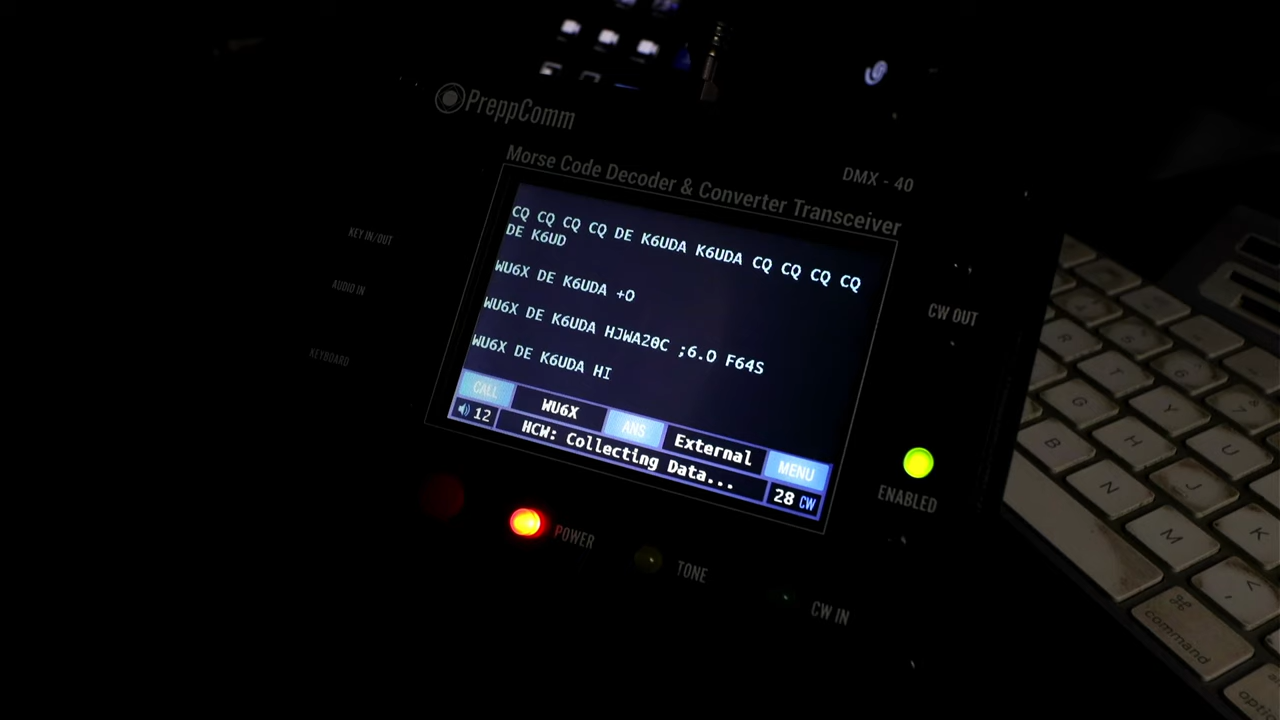 PreppComm
Morse Code Decoder & Converter Transceiver
DMX - 40
CQ CQ CQ CQ DE K6UDA K6UDA CQ CQ CQ CQ
DE K6UD
WU6X DE K6UDA +O
WU6X DE K6UDA HJWA20C ;6.O F64S
WU6X DE K6UDA HI
CALL WU6X ANS External MENU
12 HCW: Collecting Data... 28 CW
KEY IN/OUT
AUDIO IN
KEYBOARD
CW OUT
ENABLED
POWER
TONE
CW IN
R T 6 7
G Y
B H U
N J
M K
< ,
⌘
command